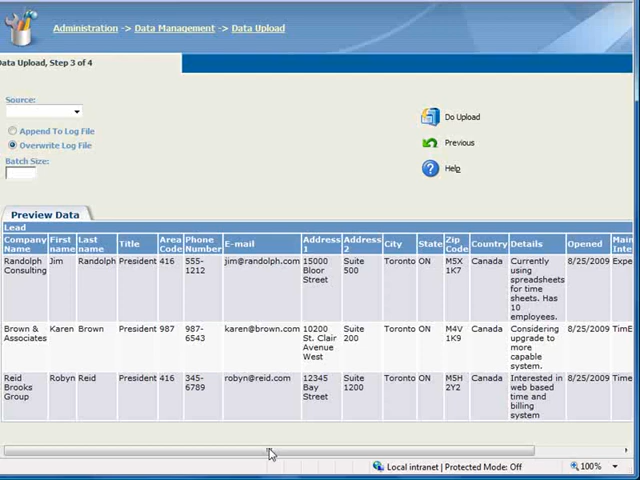 Administration -> Data Management -> Data Upload
Data Upload, Step 3 of 4
Source:
Append To Log File
Overwrite Log File
Batch Size:
Do Upload
Previous
Help
Preview Data
Lead
Company Name First name Last name Title Area Code Phone Number E-mail Address 1 Address 2 City State Zip Code Country Details Opened Main Inte
Randolph Consulting Jim Randolph President 416 555-1212 jim@randolph.com 15000 Bloor Street Suite 500 Toronto ON M5X 1K7 Canada Currently using spreadsheets for time sheets. Has 10 employees. 8/25/2009 Expe
Brown & Associates Karen Brown President 987 987-6543 karen@brown.com 10200 St. Clair Avenue West Suite 200 Toronto ON M4V 1K9 Canada Considering upgrade to more capable system. 8/25/2009 TimE
Reid Brooks Group Robyn Reid President 416 345-6789 robyn@reid.com 12345 Bay Street Suite 1200 Toronto ON M5H 2Y2 Canada Interested in web based time and billing system 8/25/2009 Time
Local intranet | Protected Mode: Off
100%